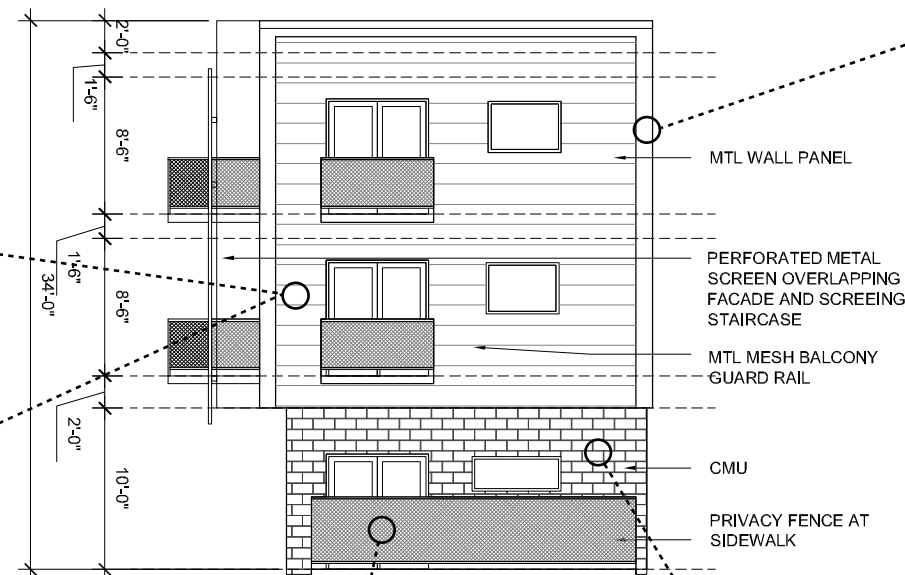 2'-0"
1'-6"
8'-6"
1'-6"
34'-0"
8'-6"
2'-0"
10'-0"
MTL WALL PANEL
PERFORATED METAL
SCREEN OVERLAPPING
FACADE AND SCREEING
STAIRCASE
MTL MESH BALCONY
GUARD RAIL
CMU
PRIVACY FENCE AT
SIDEWALK